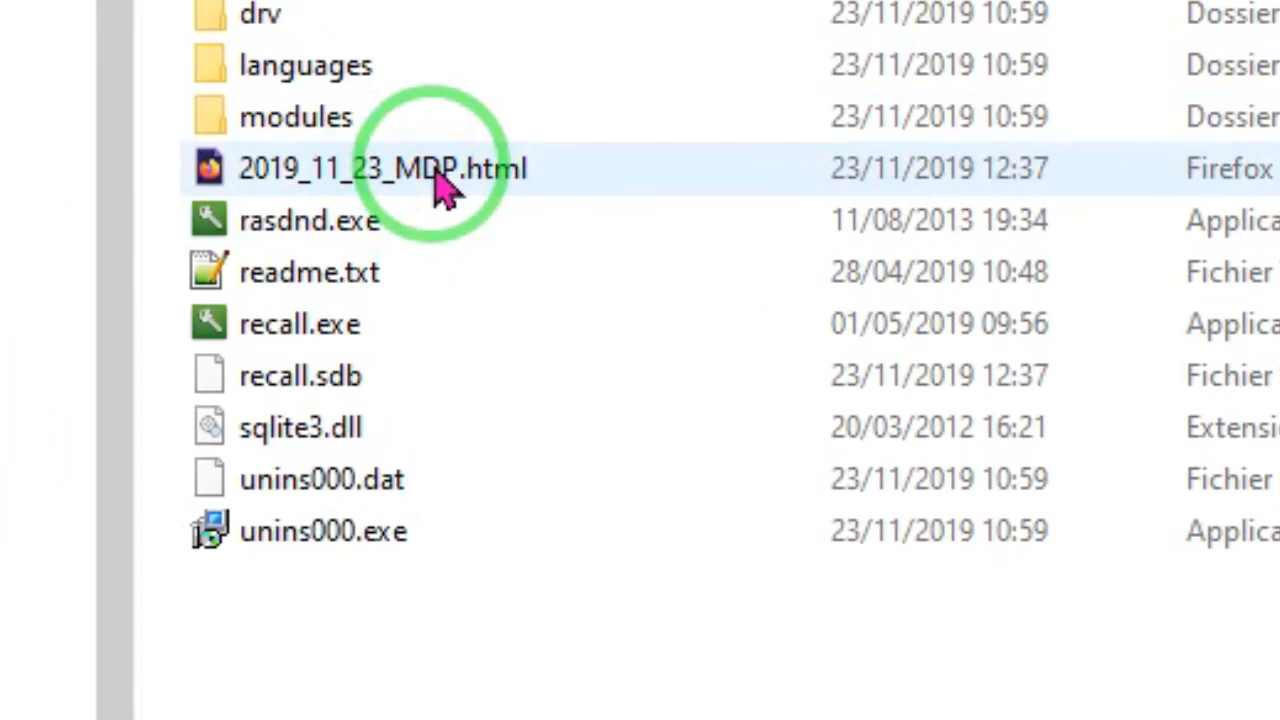 drv 23/11/2019 10:59 Dossier
languages 23/11/2019 10:59 Dossier
modules 23/11/2019 10:59 Dossier
2019_11_23_MDP.html 23/11/2019 12:37 Firefox
rasdnd.exe 11/08/2013 19:34 Applica
readme.txt 28/04/2019 10:48 Fichier
recall.exe 01/05/2019 09:56 Applica
recall.sdb 23/11/2019 12:37 Fichier
sqlite3.dll 20/03/2012 16:21 Extensi
unins000.dat 23/11/2019 10:59 Fichier
unins000.exe 23/11/2019 10:59 Applica